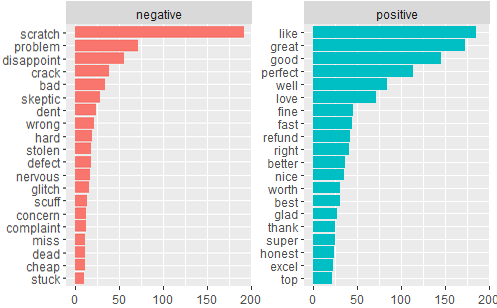 negative
scratch
problem
disappoint
crack
bad
skeptic
dent
wrong
hard
stolen
defect
nervous
glitch
scuff
concern
complaint
miss
dead
cheap
stuck
0 50 100 150 200
positive
like
great
good
perfect
well
love
fine
fast
refund
right
better
nice
worth
best
glad
thank
super
honest
excel
top
0 50 100 150 200